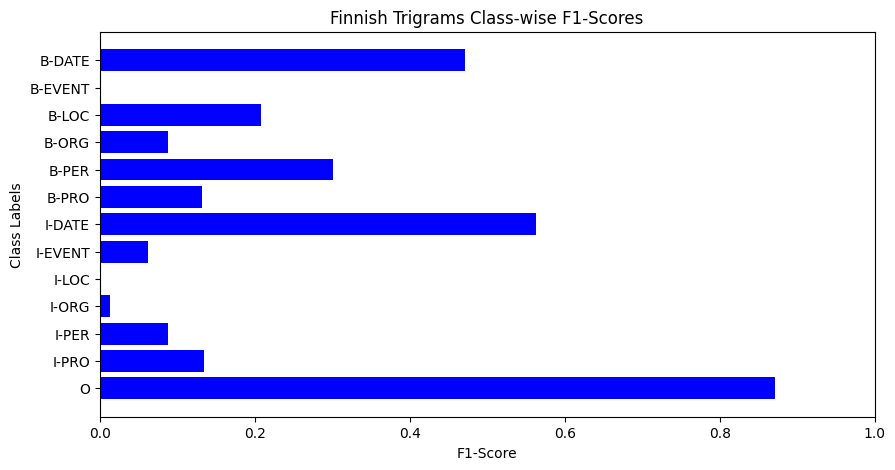 Finnish Trigrams Class-wise F1-Scores
Class Labels
B-DATE
B-EVENT
B-LOC
B-ORG
B-PER
B-PRO
I-DATE
I-EVENT
I-LOC
I-ORG
I-PER
I-PRO
O
0.0 0.2 0.4 0.6 0.8 1.0
F1-Score